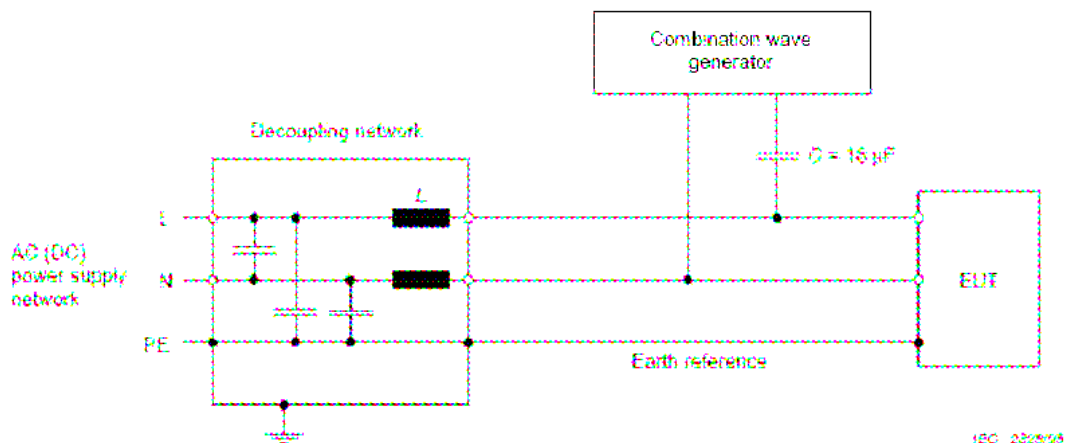 Combination wave
generator
Decoupling network
C = 18 µF
L
L
AC (DC)
power supply
network
N
EUT
PE
Earth reference